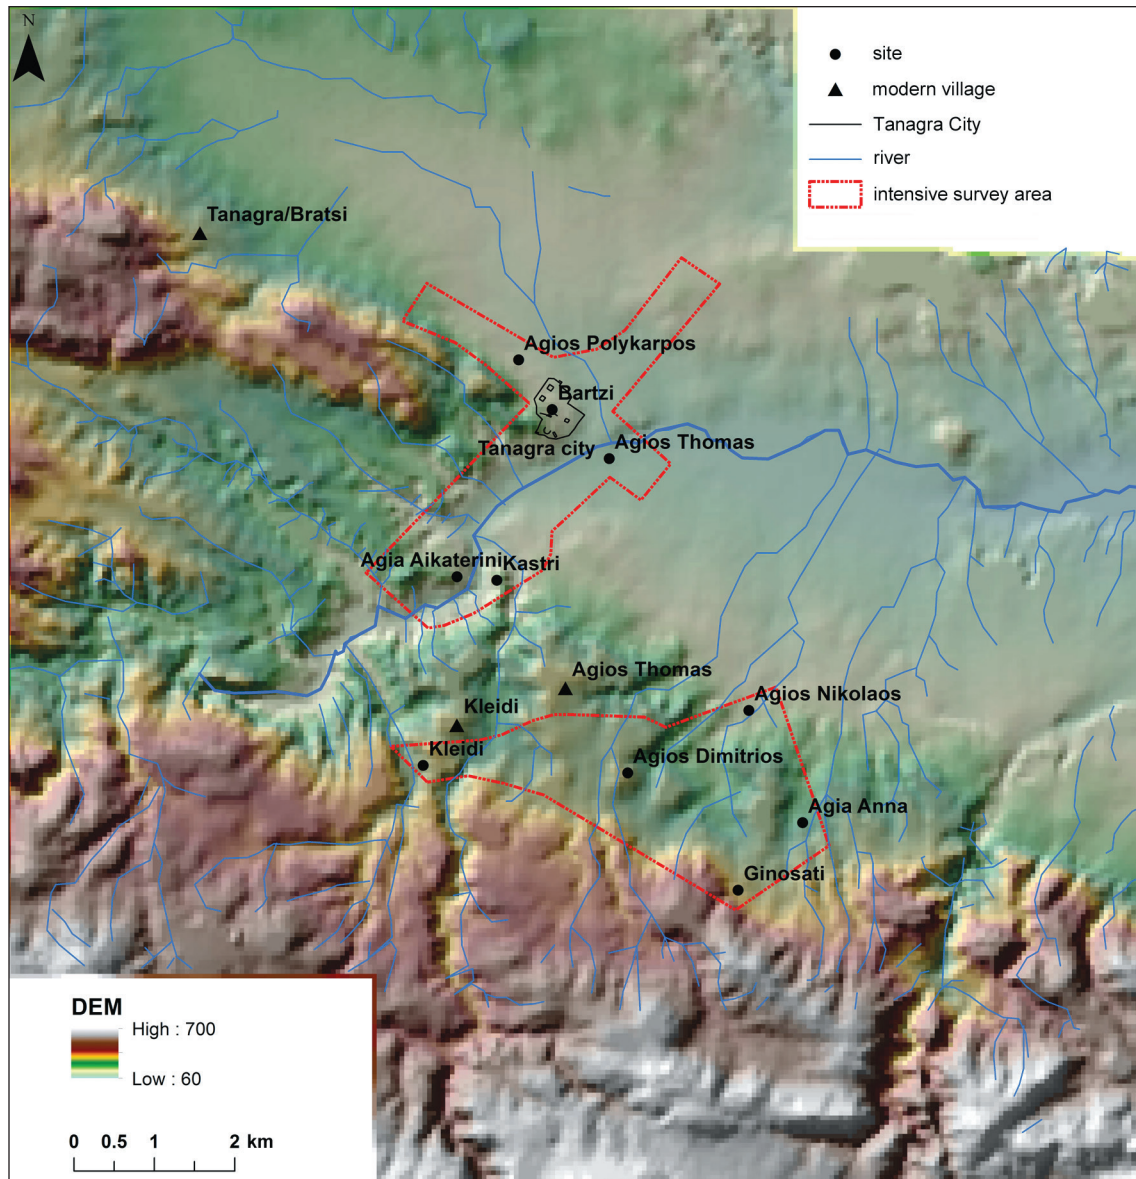 N
site
modern village
Tanagra City
river
intensive survey area
Tanagra/Bratsi
Agios Polykarpos
Bartzi
Tanagra city
Agios Thomas
Agia Aikaterini
Kastri
Agios Thomas
Agios Nikolaos
Kleidi
Kleidi
Agios Dimitrios
Agia Anna
Ginosati
DEM
High : 700
Low : 60
0 0.5 1 2 km